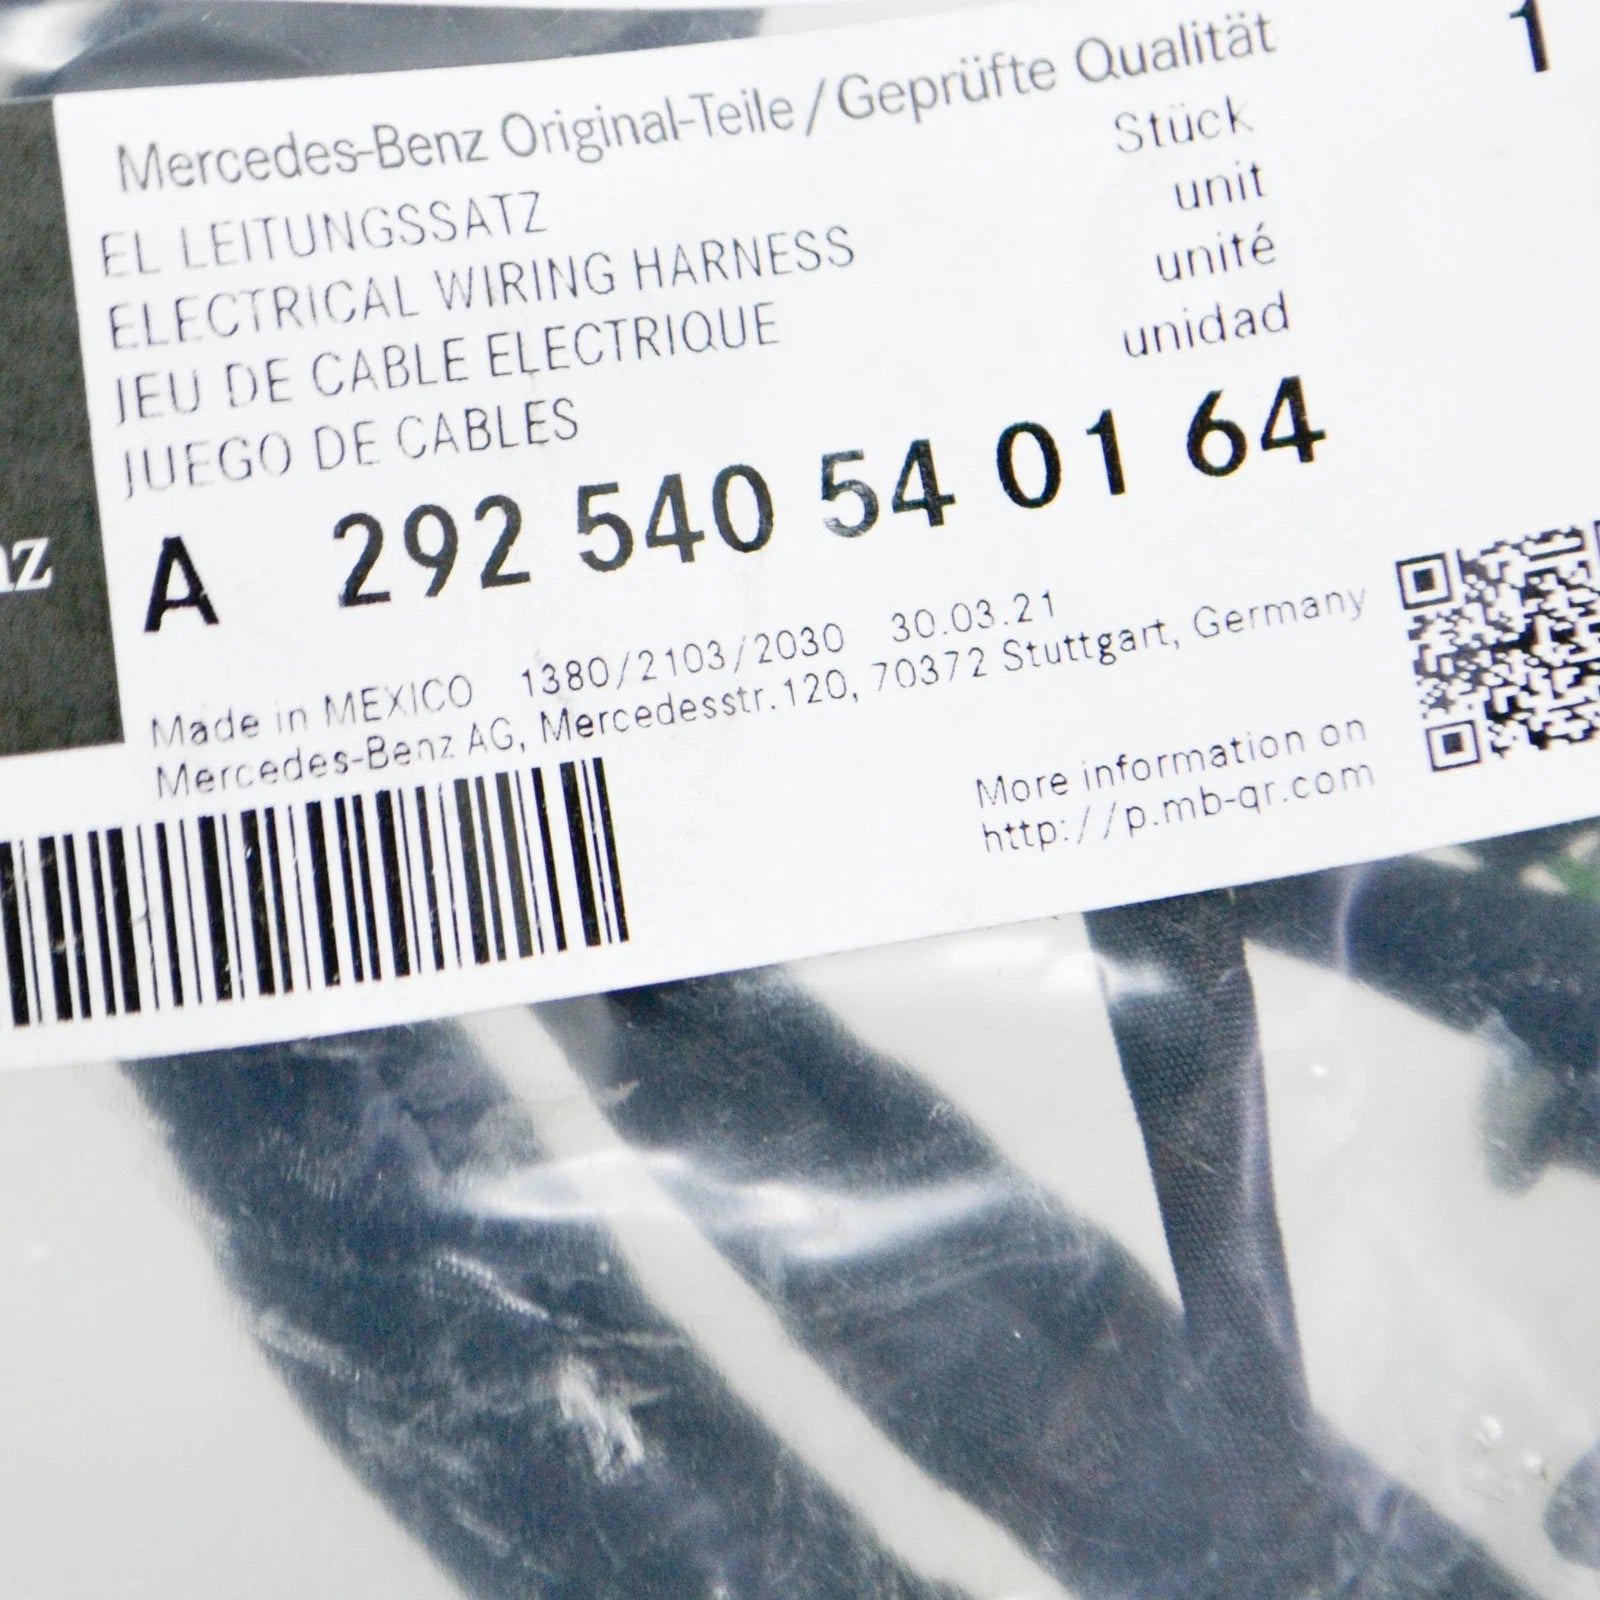 Mercedes-Benz Original-Teile/Geprüfte Qualität
1
EL LEITUNGSSATZ
ELECTRICAL WIRING HARNESS
JEU DE CABLE ELECTRIQUE
JUEGO DE CABLES
Stück
unit
unité
unidad
A 292 540 54 01 64
Made in MEXICO 1380/2103/2030 30.03.21
Mercedes-Benz AG, Mercedesstr.120, 70372 Stuttgart, Germany
More information on
http://p.mb-qr.com